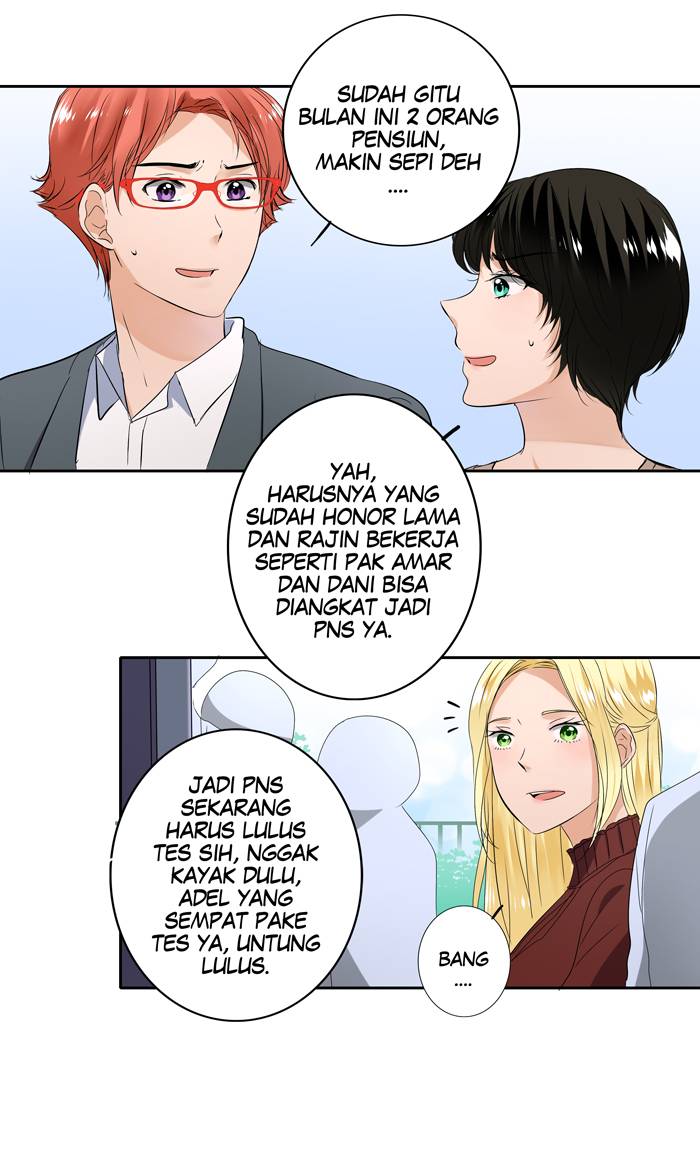 SUDAH GITU
BULAN INI 2 ORANG
PENSIUN,
MAKIN SEPI DEH
....
YAH,
HARUSNYA YANG
SUDAH HONOR LAMA
DAN RAJIN BEKERJA
SEPERTI PAK AMAR
DAN DANI BISA
DIANGKAT JADI
PNS YA.
JADI PNS
SEKARANG
HARUS LULUS
TES SIH, NGGAK
KAYAK DULU,
ADEL YANG
SEMPAT PAKE
TES YA, UNTUNG
LULUS.
BANG
....